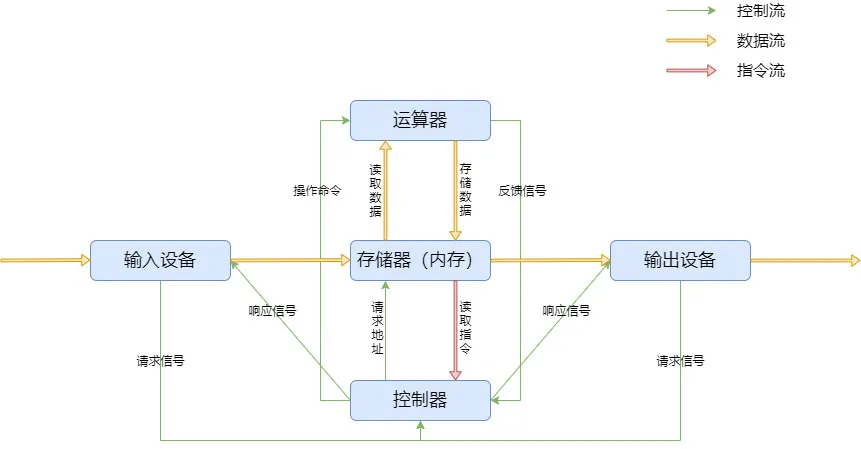 控制流
数据流
指令流
运算器
操作命令
读取数据
存储数据
反馈信号
输入设备
存储器（内存）
输出设备
响应信号
请求地址
读取指令
响应信号
请求信号
请求信号
控制器